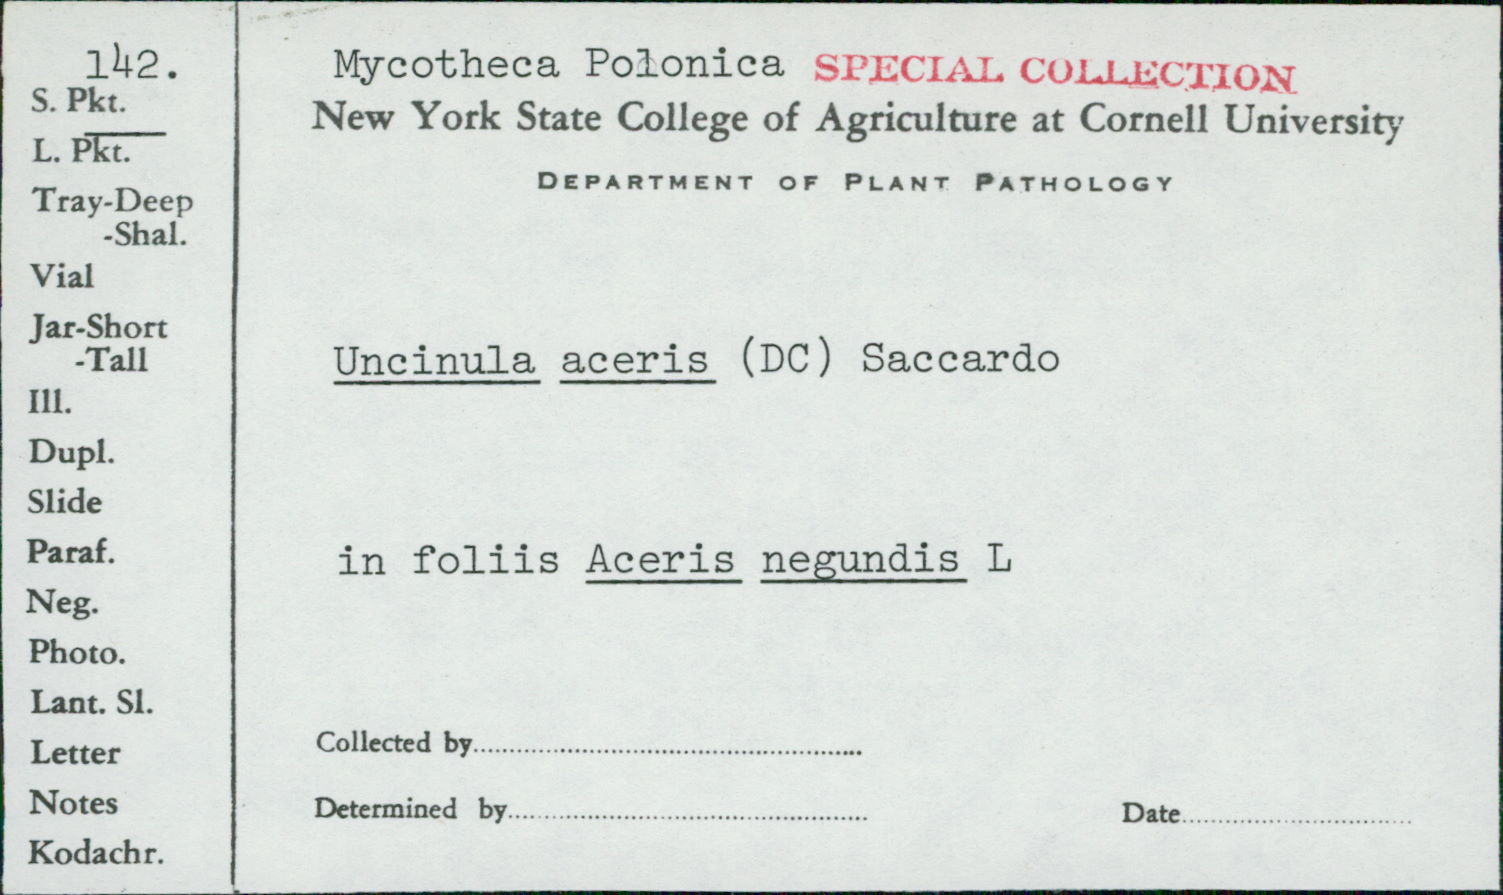 142.
S. Pkt.
L. Pkt.
Tray-Deep
-Shal.
Vial
Jar-Short
-Tall
Ill.
Dupl.
Slide
Paraf.
Neg.
Photo.
Lant. Sl.
Letter
Notes
Kodachr.
Mycotheca Polonica SPECIAL COLLECTION
New York State College of Agriculture at Cornell University
DEPARTMENT OF PLANT PATHOLOGY
Uncinula aceris (DC) Saccardo
in foliis Aceris negundis L
Collected by
Determined by
Date